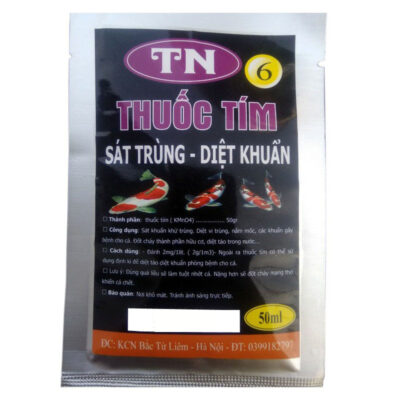 TN
6
THUỐC TÍM
SÁT TRÙNG - DIỆT KHUẨN
Thành phần: thuốc tím ( KMnO4) ................. 50gr
Công dụng: Sát khuẩn khử trùng. Diệt vi trùng, nấm mốc, các khuẩn gây
bệnh cho cá. Đốt cháy thành phần hữu cơ, diệt tảo trong nước...
Cách dùng: - Đánh 2mg/1lít. ( 2g/1m3)- Ngoài ra thuốc tím có thể sử
dụng định kì để diệt tảo diệt khuẩn phòng bệnh cho cá.
Lưu ý: Dùng quá liều sẽ làm tuột nhớt cá. Nặng hơn sẽ đốt cháy mang thở
khiến cá chết.
Bảo quản: Nơi khô mát. Tránh ánh sáng trực tiếp.
50ml
ĐC: KCN Bắc Từ Liêm - Hà Nội - ĐT: 0399182797